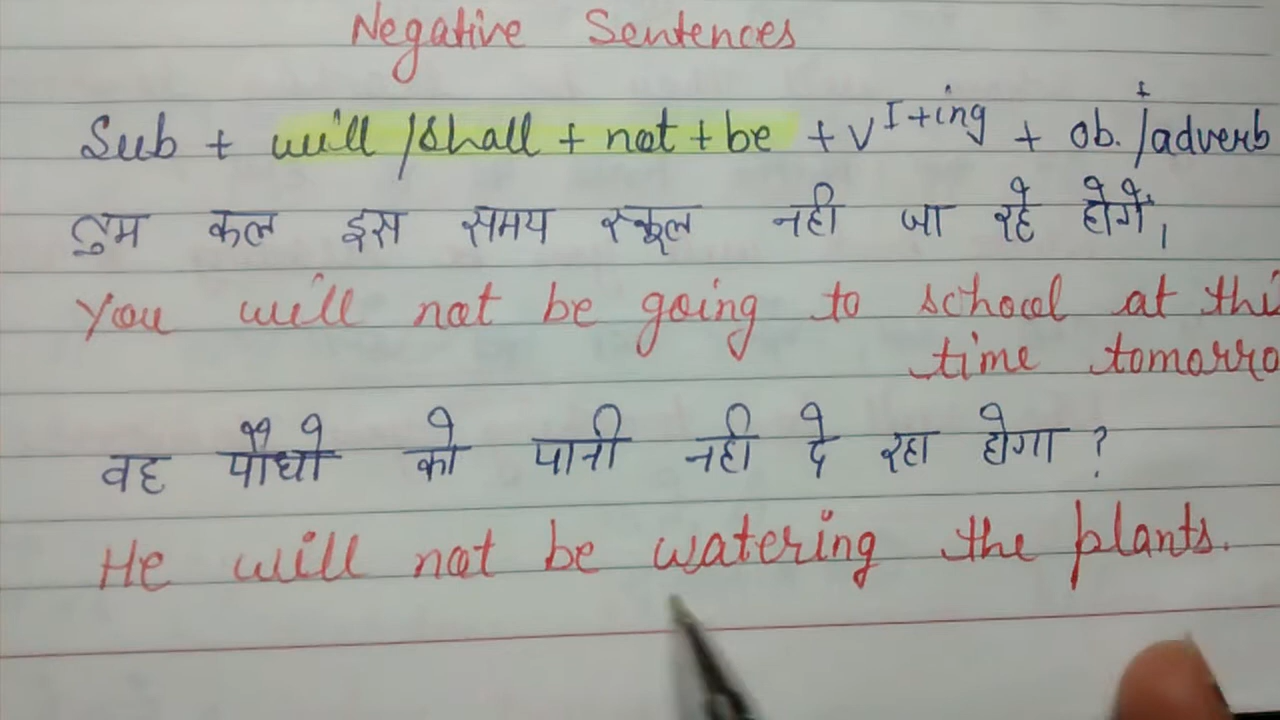 Negative Sentences
Sub + will /shall + not + be + V I+ing + ob. /adverb
तुम कल इस समय स्कूल नही जा रहे होगें।
You will not be going to school at thi
time tomorro
वह पौधो को पानी नही दे रहा होगा ?
He will not be watering the plants.